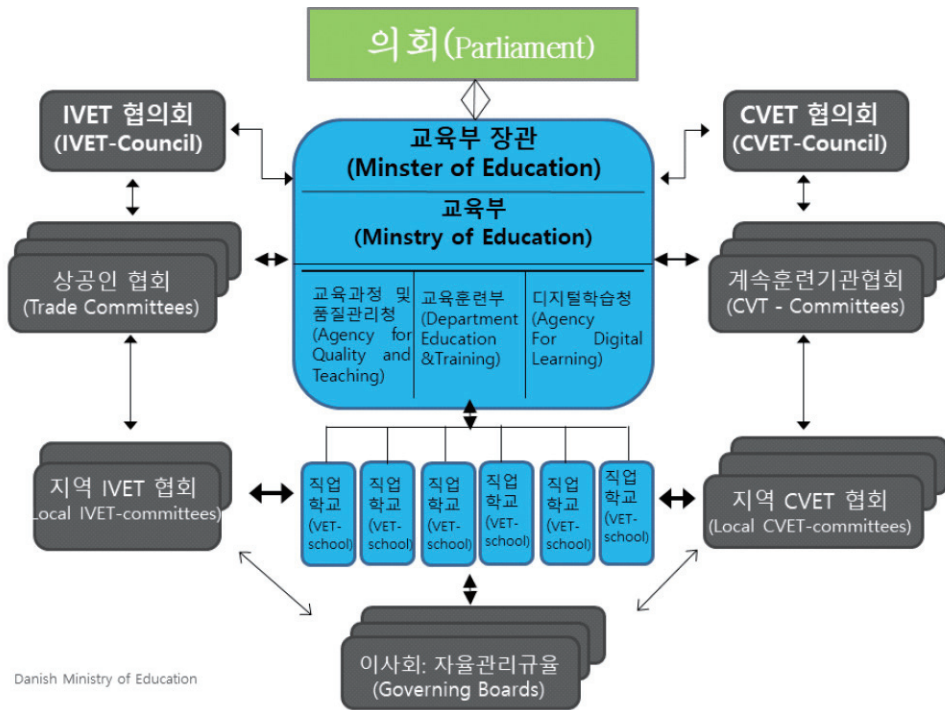 의회(Parliament)
IVET 협의회
(IVET-Council)
교육부 장관
(Minster of Education)
CVET 협의회
(CVET-Council)
교육부
(Minstry of Education)
상공인 협회
(Trade Committees)
교육과정 및
품질관리청
(Agency for
Quality and
Teaching)
교육훈련부
(Department
Education
&Training)
디지털학습청
(Agency
For Digital
Learning)
계속훈련기관협회
(CVT - Committees)
지역 IVET 협회
Local IVET-committees)
직업
학교
(VET-
school)
직업
학교
(VET-
school)
직업
학교
(VET-
school)
직업
학교
(VET-
school)
직업
학교
(VET-
school)
직업
학교
(VET-
school)
지역 CVET 협회
(Local CVET-committees)
이사회: 자율관리규율
(Governing Boards)
Danish Ministry of Education